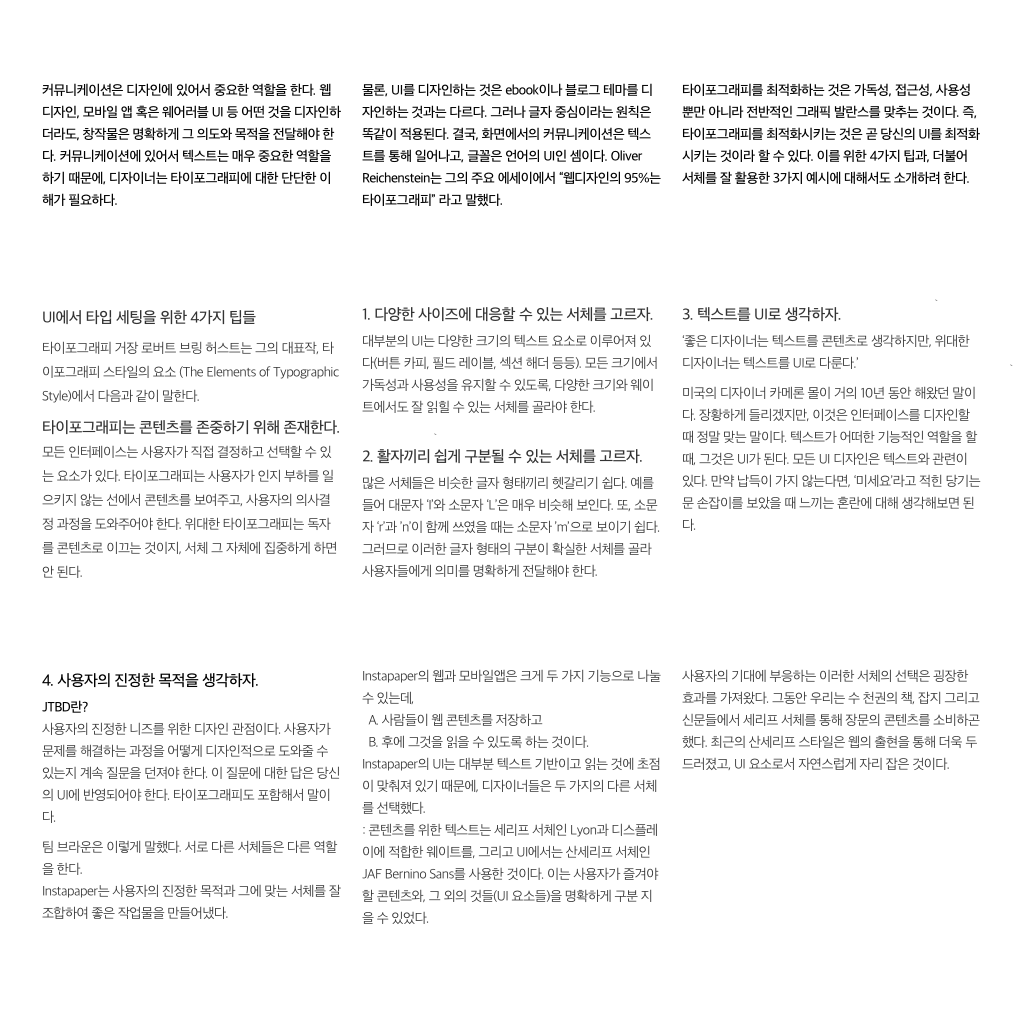 커뮤니케이션은 디자인에 있어서 중요한 역할을 한다. 웹
디자인, 모바일 앱 혹은 웨어러블 UI 등 어떤 것을 디자인하
더라도, 창작물은 명확하게 그 의도와 목적을 전달해야 한
다. 커뮤니케이션에 있어서 텍스트는 매우 중요한 역할을
하기 때문에, 디자이너는 타이포그래피에 대한 단단한 이
해가 필요하다.
물론, UI를 디자인하는 것은 ebook이나 블로그 테마를 디
자인하는 것과는 다르다. 그러나 글자 중심이라는 원칙은
똑같이 적용된다. 결국, 화면에서의 커뮤니케이션은 텍스
트를 통해 일어나고, 글꼴은 언어의 UI인 셈이다. Oliver
Reichenstein는 그의 주요 에세이에서 “웹디자인의 95%는
타이포그래피” 라고 말했다.
타이포그래피를 최적화하는 것은 가독성, 접근성, 사용성
뿐만 아니라 전반적인 그래픽 발란스를 맞추는 것이다. 즉,
타이포그래피를 최적화시키는 것은 곧 당신의 UI를 최적화
시키는 것이라 할 수 있다. 이를 위한 4가지 팁과, 더불어
서체를 잘 활용한 3가지 예시에 대해서도 소개하려 한다.
UI에서 타입 세팅을 위한 4가지 팁들
타이포그래피 거장 로버트 브링 허스트는 그의 대표작, 타
이포그래피 스타일의 요소 (The Elements of Typographic
Style)에서 다음과 같이 말한다.
타이포그래피는 콘텐츠를 존중하기 위해 존재한다.
모든 인터페이스는 사용자가 직접 결정하고 선택할 수 있
는 요소가 있다. 타이포그래피는 사용자가 인지 부하를 일
으키지 않는 선에서 콘텐츠를 보여주고, 사용자의 의사결
정 과정을 도와주어야 한다. 위대한 타이포그래피는 독자
를 콘텐츠로 이끄는 것이지, 서체 그 자체에 집중하게 하면
안 된다.
1. 다양한 사이즈에 대응할 수 있는 서체를 고르자.
대부분의 UI는 다양한 크기의 텍스트 요소로 이루어져 있
다(버튼 카피, 필드 레이블, 섹션 해더 등등). 모든 크기에서
가독성과 사용성을 유지할 수 있도록, 다양한 크기와 웨이
트에서도 잘 읽힐 수 있는 서체를 골라야 한다.
2. 활자끼리 쉽게 구분될 수 있는 서체를 고르자.
많은 서체들은 비슷한 글자 형태끼리 헷갈리기 쉽다. 예를
들어 대문자 ‘I’와 소문자 ‘L’은 매우 비슷해 보인다. 또, 소문
자 ‘r’과 ‘n’이 함께 쓰였을 때는 소문자 ‘m’으로 보이기 쉽다.
그러므로 이러한 글자 형태의 구분이 확실한 서체를 골라
사용자들에게 의미를 명확하게 전달해야 한다.
3. 텍스트를 UI로 생각하자.
‘좋은 디자이너는 텍스트를 콘텐츠로 생각하지만, 위대한
디자이너는 텍스트를 UI로 다룬다.’
미국의 디자이너 카메론 몰이 거의 10년 동안 해왔던 말이
다. 장황하게 들리겠지만, 이것은 인터페이스를 디자인할
때 정말 맞는 말이다. 텍스트가 어떠한 기능적인 역할을 할
때, 그것은 UI가 된다. 모든 UI 디자인은 텍스트와 관련이
있다. 만약 납득이 가지 않는다면, ‘미세요’라고 적힌 당기는
문 손잡이를 보았을 때 느끼는 혼란에 대해 생각해보면 된
다.
4. 사용자의 진정한 목적을 생각하자.
JTBD란?
사용자의 진정한 니즈를 위한 디자인 관점이다. 사용자가
문제를 해결하는 과정을 어떻게 디자인적으로 도와줄 수
있는지 계속 질문을 던져야 한다. 이 질문에 대한 답은 당신
의 UI에 반영되어야 한다. 타이포그래피도 포함해서 말이
다.
팀 브라운은 이렇게 말했다. 서로 다른 서체들은 다른 역할
을 한다.
Instapaper는 사용자의 진정한 목적과 그에 맞는 서체를 잘
조합하여 좋은 작업물을 만들어냈다.
Instapaper의 웹과 모바일앱은 크게 두 가지 기능으로 나눌
수 있는데,
A. 사람들이 웹 콘텐츠를 저장하고
B. 후에 그것을 읽을 수 있도록 하는 것이다.
Instapaper의 UI는 대부분 텍스트 기반이고 읽는 것에 초점
이 맞춰져 있기 때문에, 디자이너들은 두 가지의 다른 서체
를 선택했다.
: 콘텐츠를 위한 텍스트는 세리프 서체인 Lyon과 디스플레
이에 적합한 웨이트를, 그리고 UI에서는 산세리프 서체인
JAF Bernino Sans를 사용한 것이다. 이는 사용자가 즐겨야
할 콘텐츠와, 그 외의 것들(UI 요소들)을 명확하게 구분 지
을 수 있었다.
사용자의 기대에 부응하는 이러한 서체의 선택은 굉장한
효과를 가져왔다. 그동안 우리는 수 천권의 책, 잡지 그리고
신문들에서 세리프 서체를 통해 장문의 콘텐츠를 소비하곤
했다. 최근의 산세리프 스타일은 웹의 출현을 통해 더욱 두
드러졌고, UI 요소로서 자연스럽게 자리 잡은 것이다.